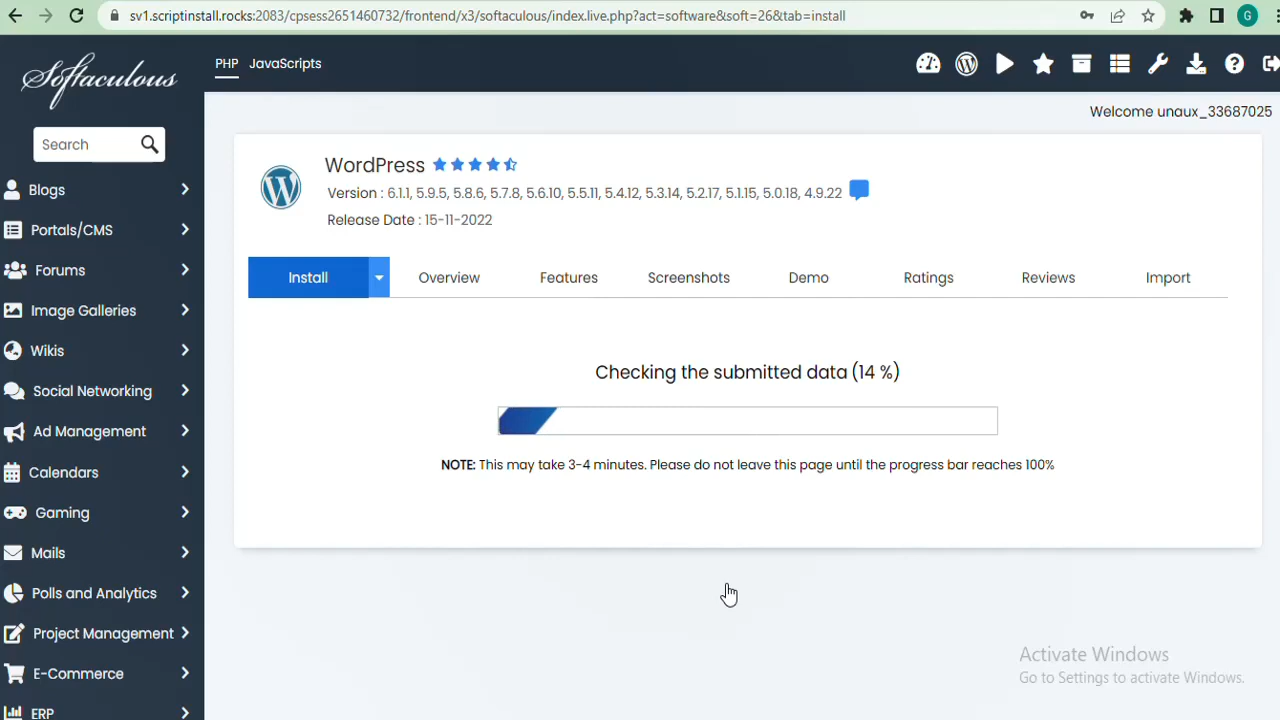 sv1.scriptinstall.rocks:2083/cpsess2651460732/frontend/x3/softaculous/index.live.php?act=software&soft=26&tab=install
G
Softaculous
PHP JavaScripts
Welcome unaux_33687025
Search
Blogs
Portals/CMS
Forums
Image Galleries
Wikis
Social Networking
Ad Management
Calendars
Gaming
Mails
Polls and Analytics
Project Management
E-Commerce
ERP
WordPress
Version : 6.1.1, 5.9.5, 5.8.6, 5.7.8, 5.6.10, 5.5.11, 5.4.12, 5.3.14, 5.2.17, 5.1.15, 5.0.18, 4.9.22
Release Date : 15-11-2022
Install Overview Features Screenshots Demo Ratings Reviews Import
Checking the submitted data (14 %)
NOTE: This may take 3-4 minutes. Please do not leave this page until the progress bar reaches 100%
Activate Windows
Go to Settings to activate Windows.